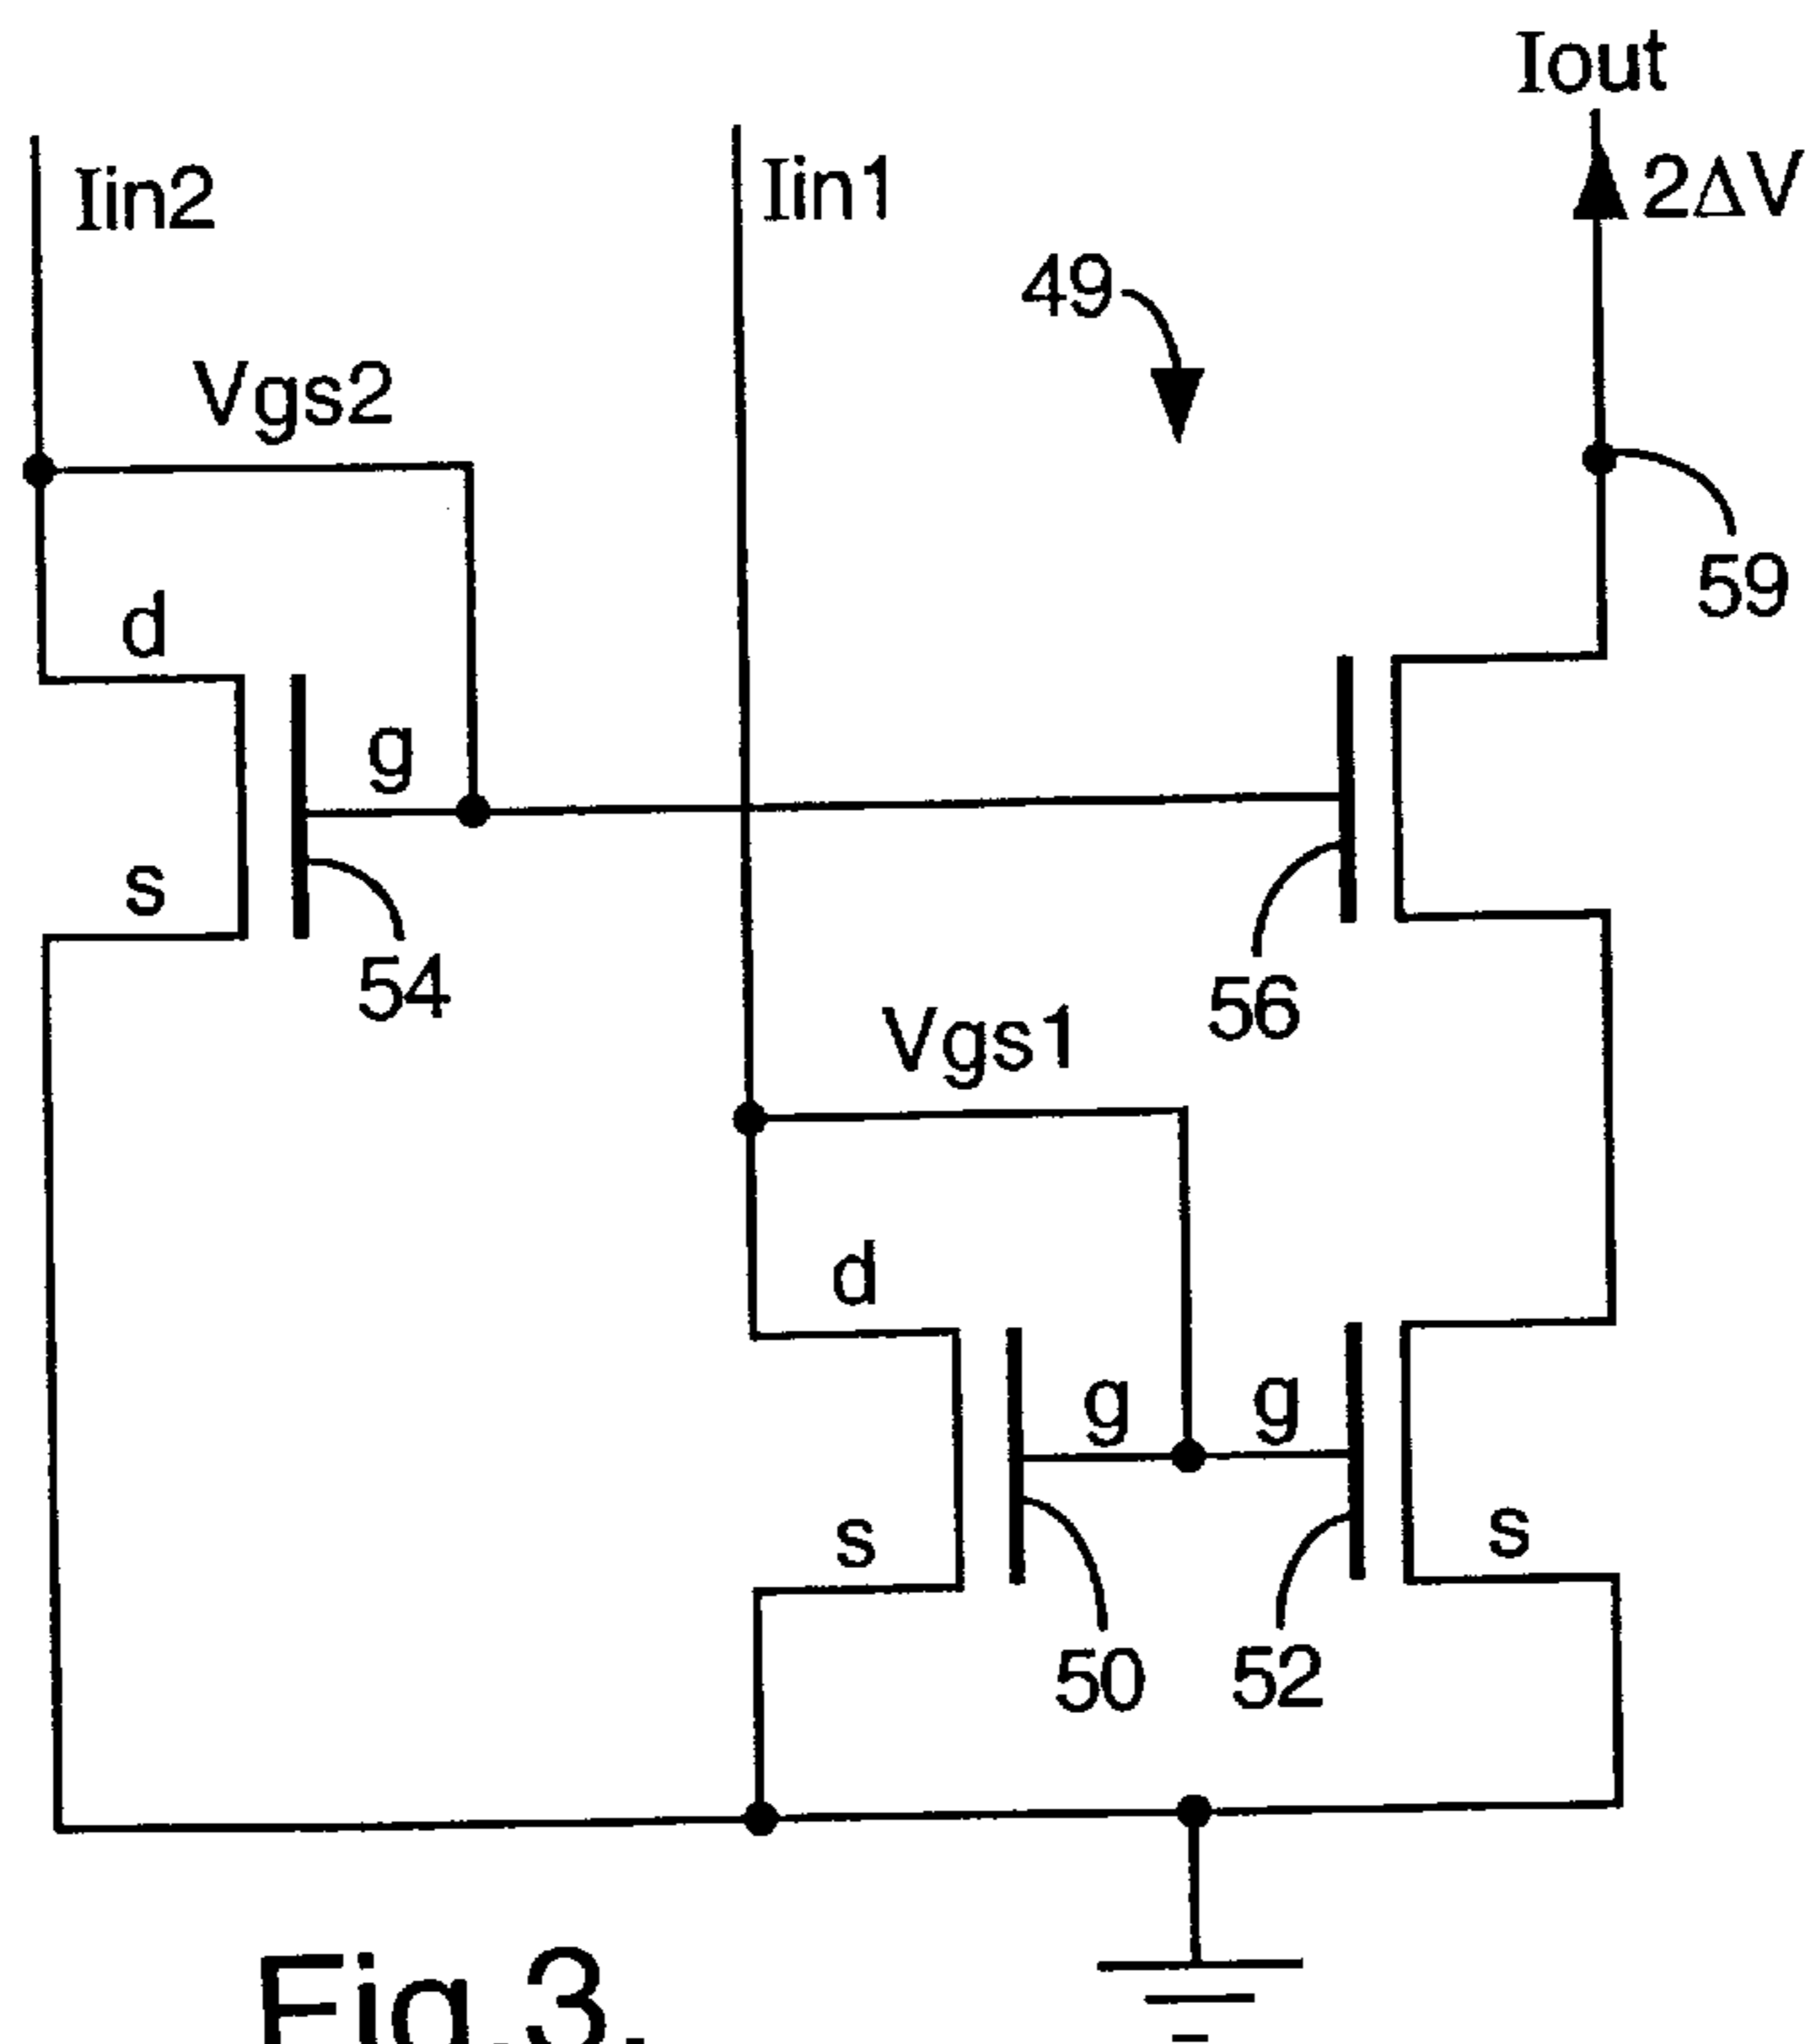 Iout
Iin2
Iin1
2ΔV
49
Vgs2
59
d
g
s
54
56
Vgs1
d
g
g
s
s
50
52
Fig.3.